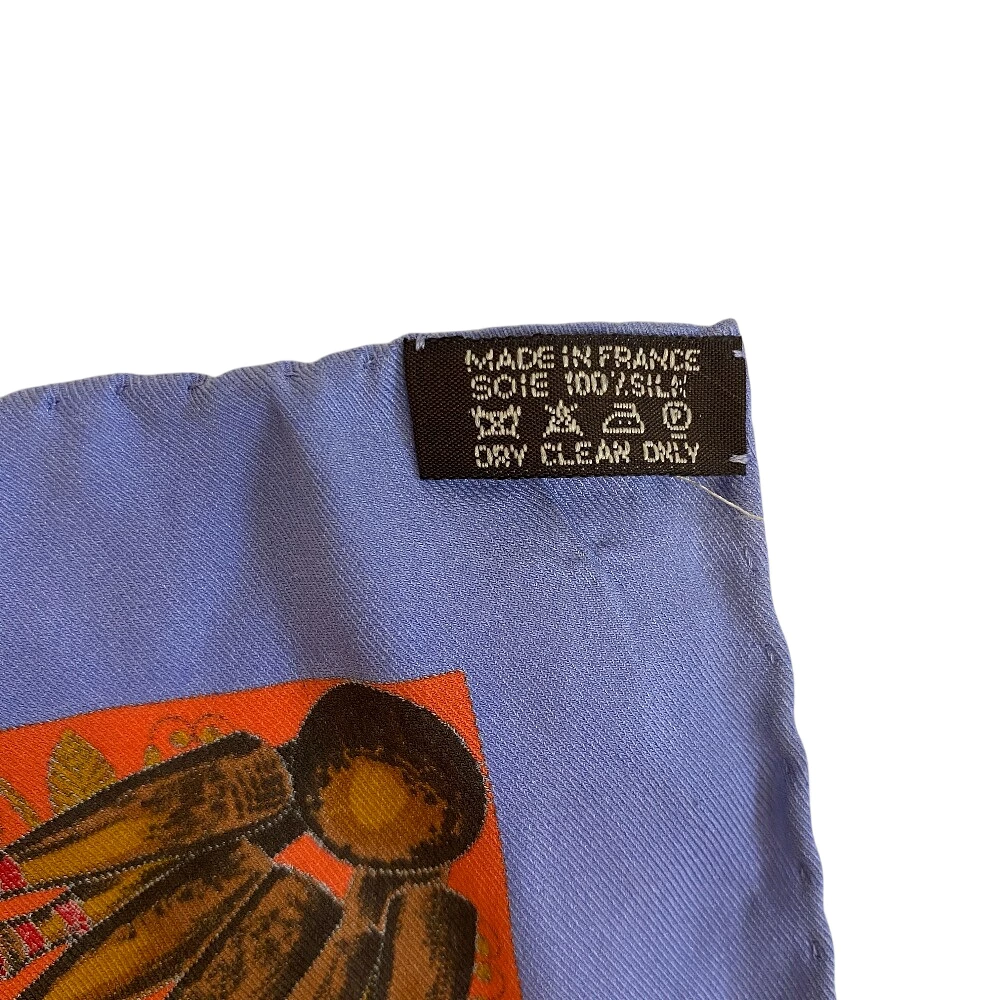 MADE IN FRANCE
SOIE 100% SILK
P
DRY CLEAN ONLY